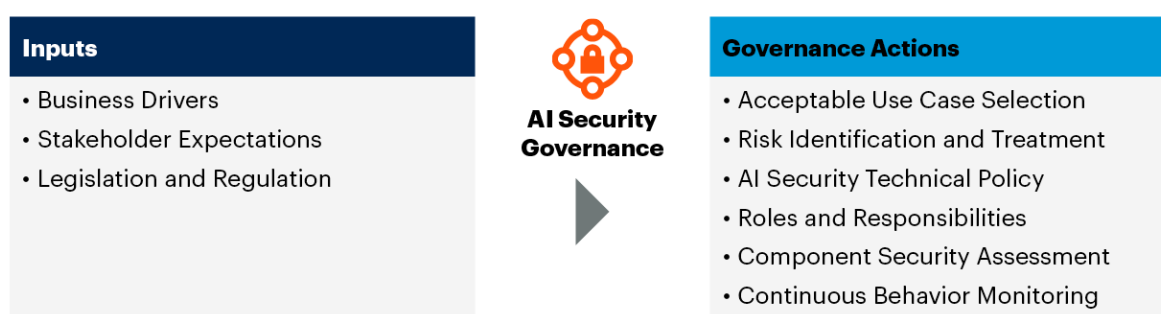 Inputs
• Business Drivers
• Stakeholder Expectations
• Legislation and Regulation
AI Security
Governance
Governance Actions
• Acceptable Use Case Selection
• Risk Identification and Treatment
• AI Security Technical Policy
• Roles and Responsibilities
• Component Security Assessment
• Continuous Behavior Monitoring